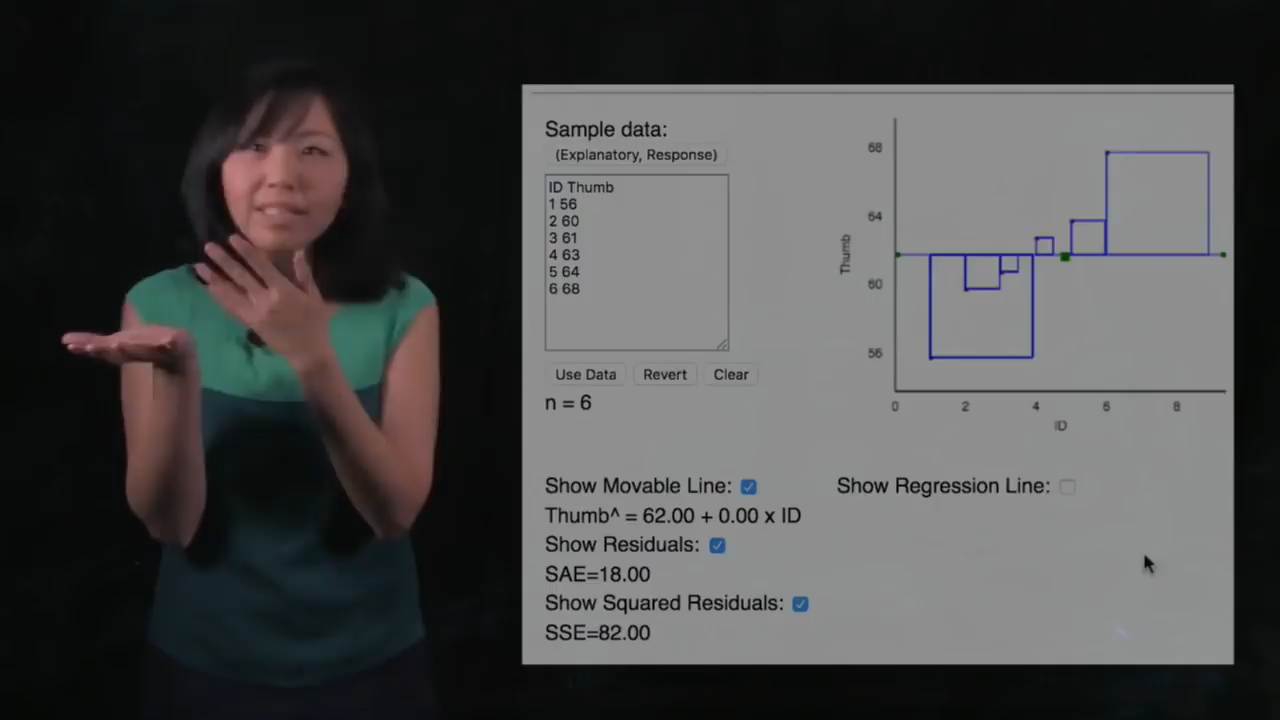 Sample data:
(Explanatory, Response)
ID Thumb
1 56
2 60
3 61
4 63
5 64
6 68
Use Data Revert Clear
n = 6
68
64
60
56
Thumb
0 2 4 6 8
ID
Show Movable Line:
Thumb^ = 62.00 + 0.00 x ID
Show Residuals:
SAE=18.00
Show Squared Residuals:
SSE=82.00
Show Regression Line: